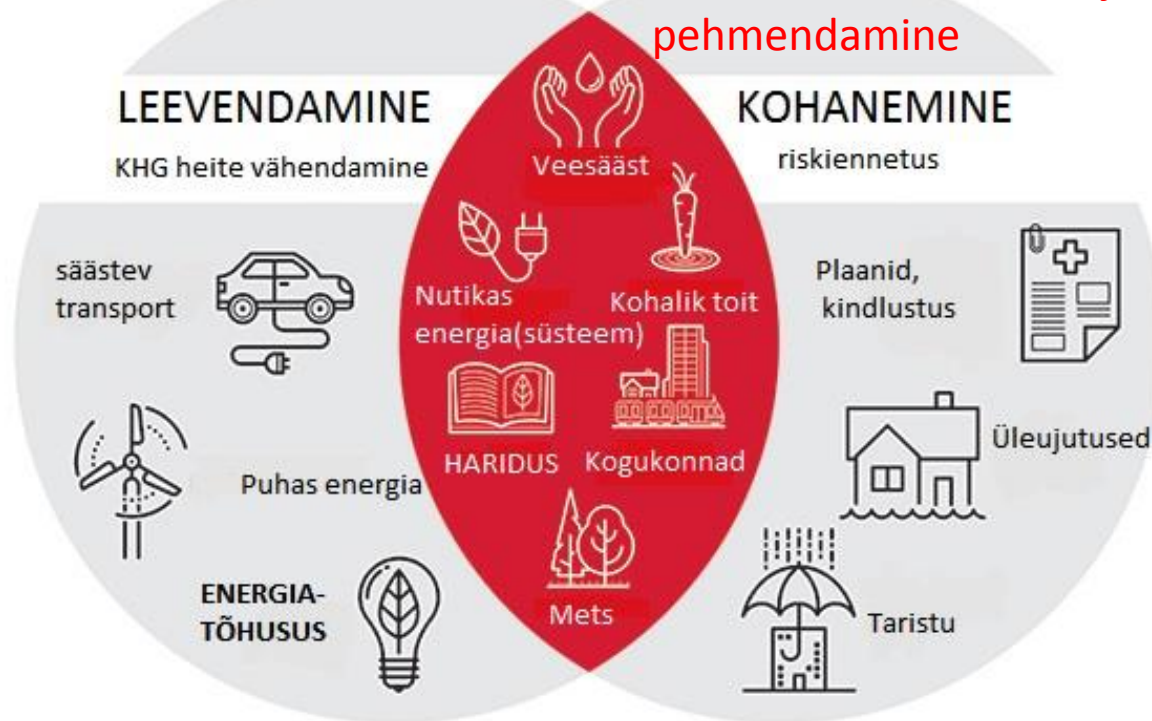 pehmendamine
LEEVENDAMINE
KHG heite vähendamine
säästev
transport
Puhas energia
ENERGIA-
TÕHUSUS
Veesääst
Nutikas
energia(süsteem)
Kohalik toit
HARIDUS
Kogukonnad
Mets
KOHANEMINE
riskiennetus
Plaanid,
kindlustus
Üleujutused
Taristu